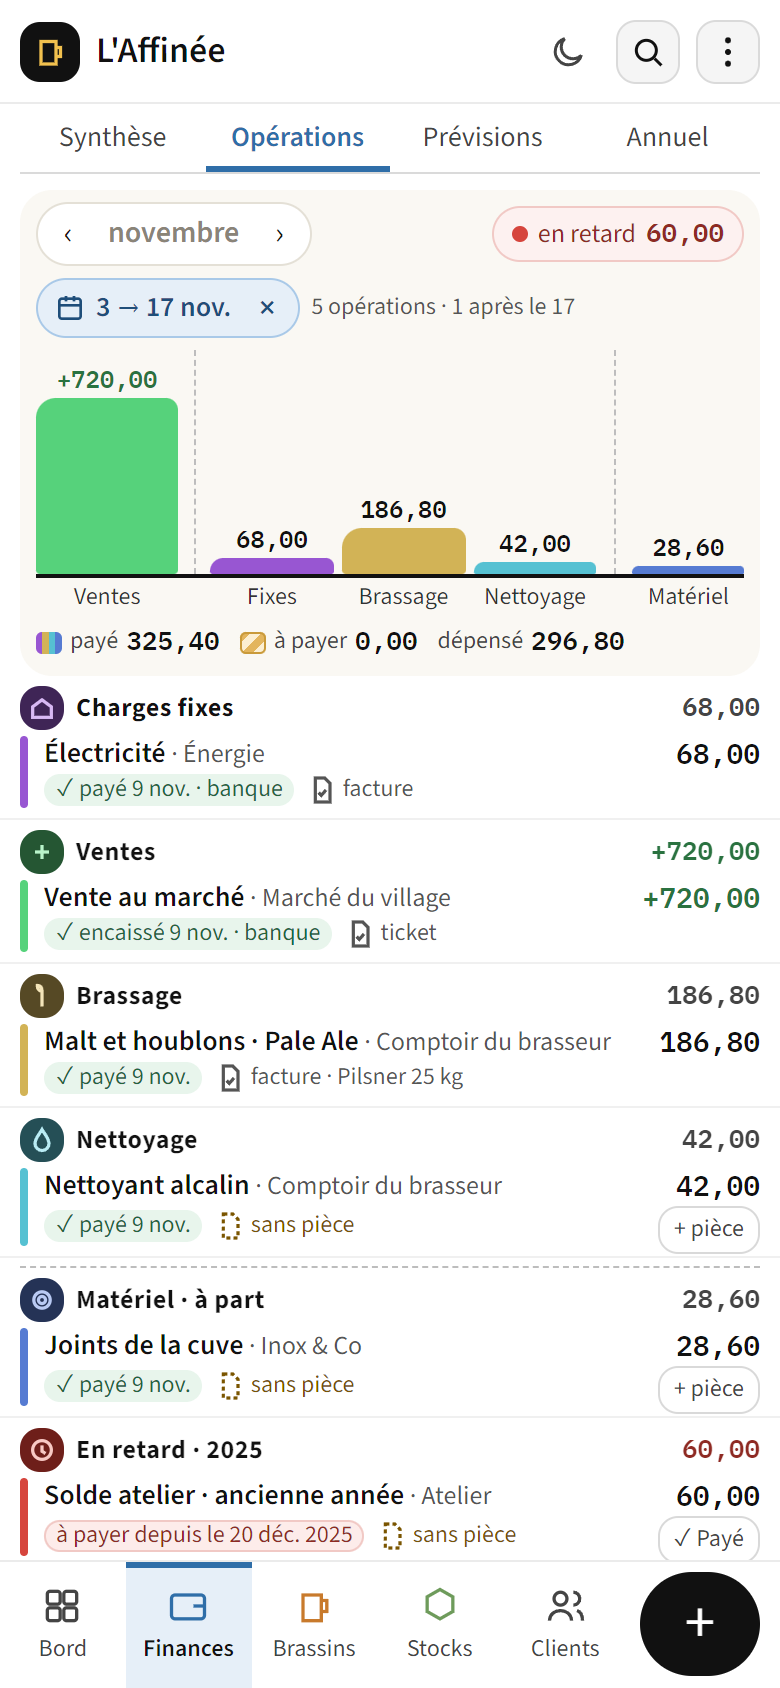 L'Affinée
Synthèse Opérations Prévisions Annuel
‹ novembre › en retard 60,00
3 → 17 nov. × 5 opérations · 1 après le 17
+720,00
186,80
68,00 42,00 28,60
Ventes Fixes Brassage Nettoyage Matériel
payé 325,40 à payer 0,00 dépensé 296,80
Charges fixes 68,00
Électricité · Énergie 68,00
✓ payé 9 nov. · banque facture
Ventes +720,00
Vente au marché · Marché du village +720,00
✓ encaissé 9 nov. · banque ticket
Brassage 186,80
Malt et houblons · Pale Ale · Comptoir du brasseur 186,80
✓ payé 9 nov. facture · Pilsner 25 kg
Nettoyage 42,00
Nettoyant alcalin · Comptoir du brasseur 42,00
✓ payé 9 nov. sans pièce + pièce
Matériel · à part 28,60
Joints de la cuve · Inox & Co 28,60
✓ payé 9 nov. sans pièce + pièce
En retard · 2025 60,00
Solde atelier · ancienne année · Atelier 60,00
à payer depuis le 20 déc. 2025 sans pièce ✓ Payé
Bord Finances Brassins Stocks Clients +